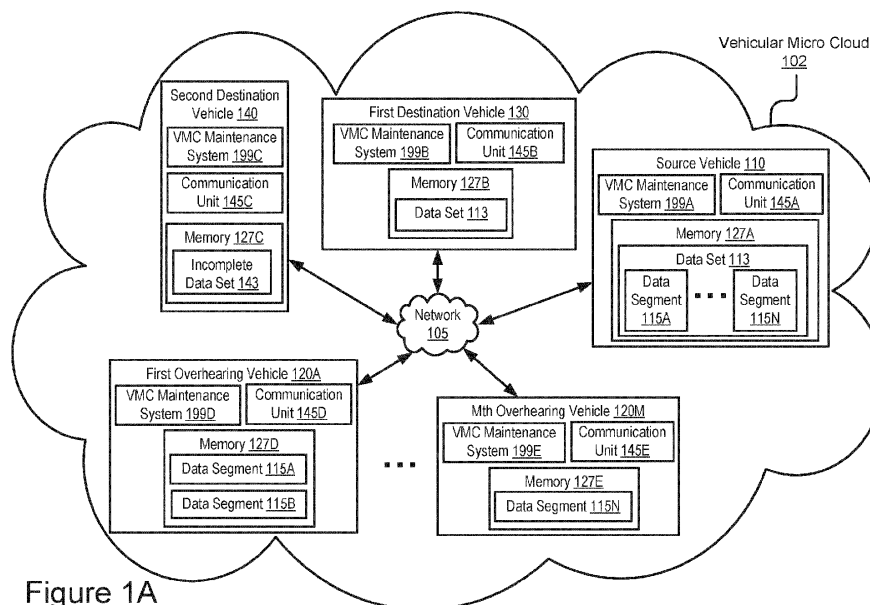 Vehicular Micro Cloud
102
Second Destination
Vehicle 140
VMC Maintenance
System 199C
Communication
Unit 145C
Memory 127C
Incomplete
Data Set 143
First Destination Vehicle 130
VMC Maintenance
System 199B
Communication
Unit 145B
Memory 127B
Data Set 113
Source Vehicle 110
VMC Maintenance
System 199A
Communication
Unit 145A
Memory 127A
Data Set 113
Data
Segment
115A
Data
Segment
115N
Network
105
First Overhearing Vehicle 120A
VMC Maintenance
System 199D
Communication
Unit 145D
Memory 127D
Data Segment 115A
Data Segment 115B
Mth Overhearing Vehicle 120M
VMC Maintenance
System 199E
Communication
Unit 145E
Memory 127E
Data Segment 115N
Figure 1A